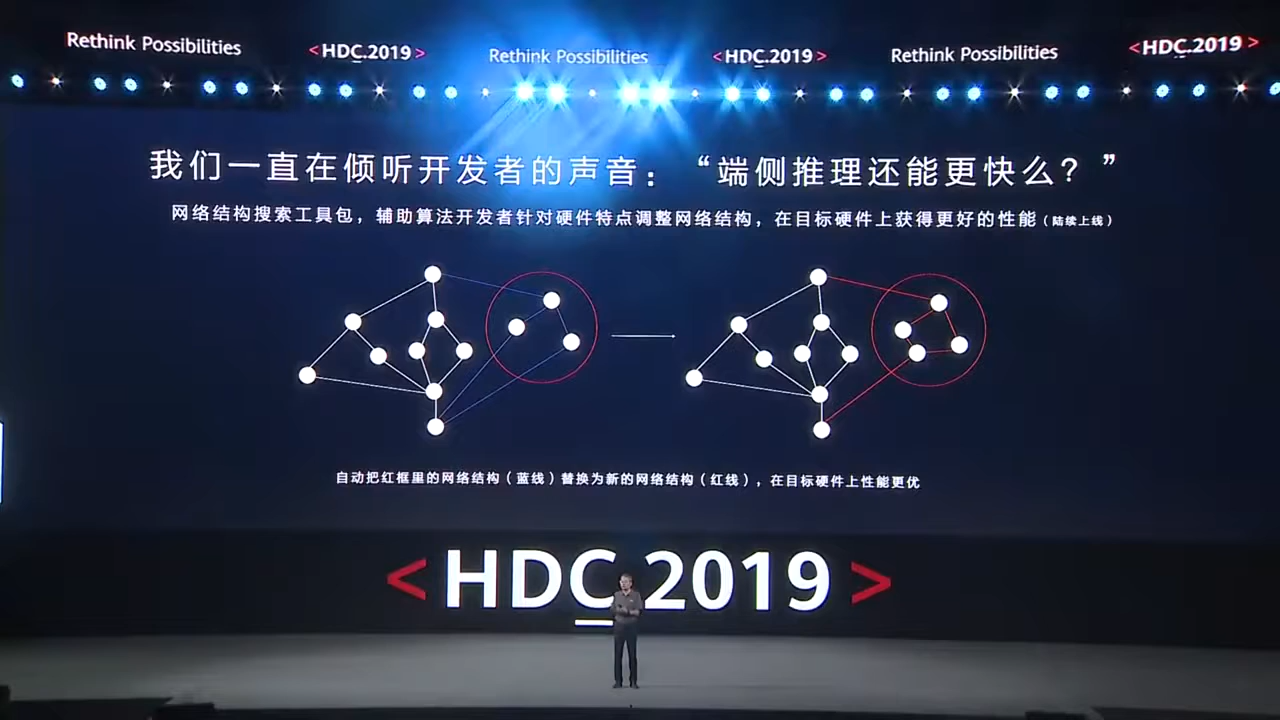 Rethink Possibilities <HDC.2019> Rethink Possibilities <HDC.2019> Rethink Possibilities <HDC.2019>
我们一直在倾听开发者的声音：“端侧推理还能更快么？”
网络结构搜索工具包，辅助算法开发者针对硬件特点调整网络结构，在目标硬件上获得更好的性能（陆续上线）
自动把红框里的网络结构（蓝线）替换为新的网络结构（红线），在目标硬件上性能更优
<HDC.2019>